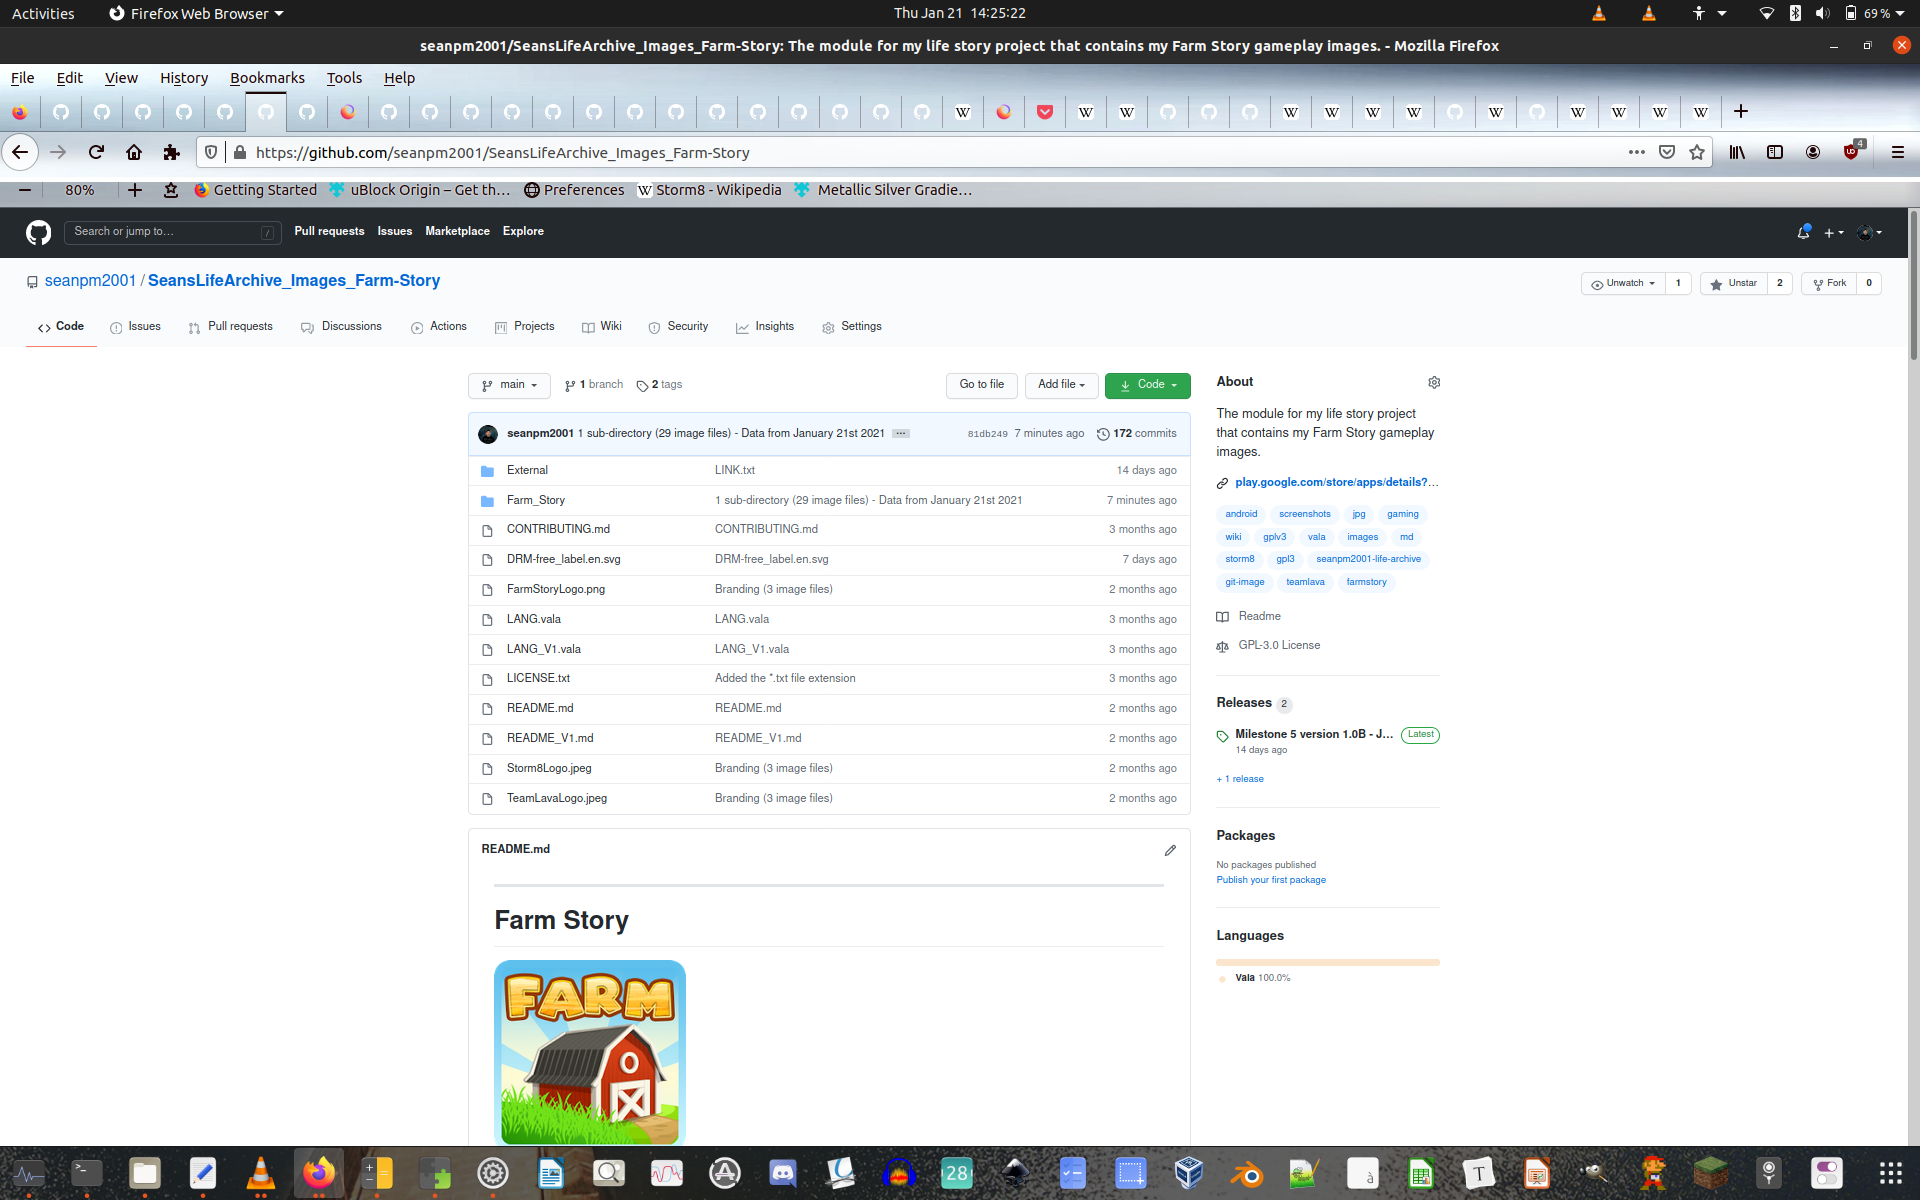 Activities Firefox Web Browser Thu Jan 21 14:25:22 69 %
seanpm2001/SeansLifeArchive_Images_Farm-Story: The module for my life story project that contains my Farm Story gameplay images. - Mozilla Firefox
File Edit View History Bookmarks Tools Help
https://github.com/seanpm2001/SeansLifeArchive_Images_Farm-Story 4
80% Getting Started uBlock Origin – Get th… Preferences Storm8 - Wikipedia Metallic Silver Gradie…
Search or jump to… / Pull requests Issues Marketplace Explore
seanpm2001 / SeansLifeArchive_Images_Farm-Story Unwatch 1 Unstar 2 Fork 0
Code Issues Pull requests Discussions Actions Projects Wiki Security Insights Settings
main 1 branch 2 tags Go to file Add file Code
seanpm2001 1 sub-directory (29 image files) - Data from January 21st 2021 81db249 7 minutes ago 172 commits
External LINK.txt 14 days ago
Farm_Story 1 sub-directory (29 image files) - Data from January 21st 2021 7 minutes ago
CONTRIBUTING.md CONTRIBUTING.md 3 months ago
DRM-free_label.en.svg DRM-free_label.en.svg 7 days ago
FarmStoryLogo.png Branding (3 image files) 2 months ago
LANG.vala LANG.vala 3 months ago
LANG_V1.vala LANG_V1.vala 3 months ago
LICENSE.txt Added the *.txt file extension 3 months ago
README.md README.md 2 months ago
README_V1.md README_V1.md 2 months ago
Storm8Logo.jpeg Branding (3 image files) 2 months ago
TeamLavaLogo.jpeg Branding (3 image files) 2 months ago
README.md
Farm Story
FARM
About
The module for my life story project
that contains my Farm Story gameplay
images.
play.google.com/store/apps/details?…
android screenshots jpg gaming
wiki gplv3 vala images md
storm8 gpl3 seanpm2001-life-archive
git-image teamlava farmstory
Readme
GPL-3.0 License
Releases 2
Milestone 5 version 1.0B - J… Latest
14 days ago
+ 1 release
Packages
No packages published
Publish your first package
Languages
Vala 100.0%
28